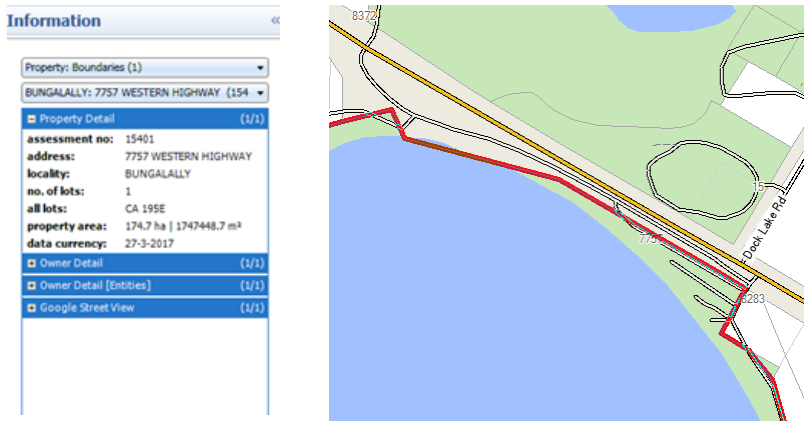 Information «
Property: Boundaries (1)
BUNGALALLY: 7757 WESTERN HIGHWAY (154
Property Detail (1/1)
assessment no: 15401
address: 7757 WESTERN HIGHWAY
locality: BUNGALALLY
no. of lots: 1
all lots: CA 195E
property area: 174.7 ha | 1747448.7 m²
data currency: 27-3-2017
Owner Detail (1/1)
Owner Detail [Entities] (1/1)
Google Street View (1/1)
8372
15
Dock Lake Rd
7757
8283